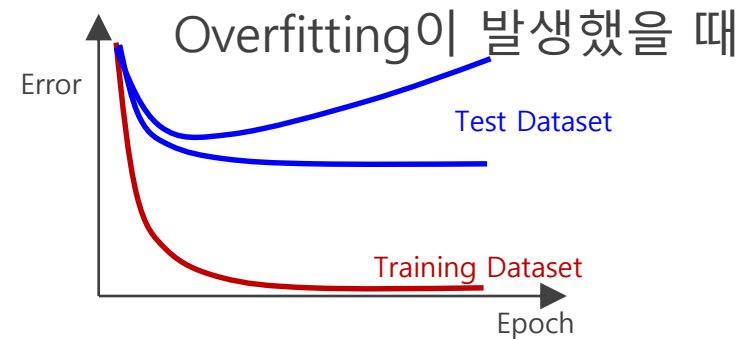 Overfitting이 발생했을 때
Error
Test Dataset
Training Dataset
Epoch